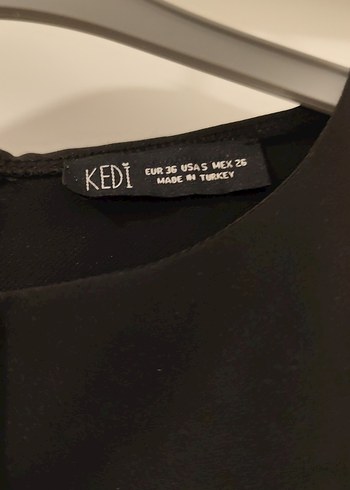 KEDİ
EUR 36 USA S MEX 26
MADE IN TURKEY